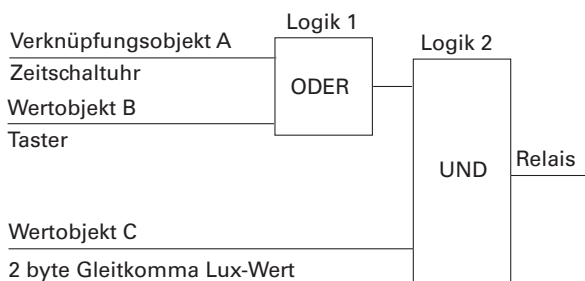 Logik 1
Verknüpfungsobjekt A
Zeitschaltuhr
ODER
Wertobjekt B
Taster
Logik 2
UND
Relais
Wertobjekt C
2 byte Gleitkomma Lux-Wert